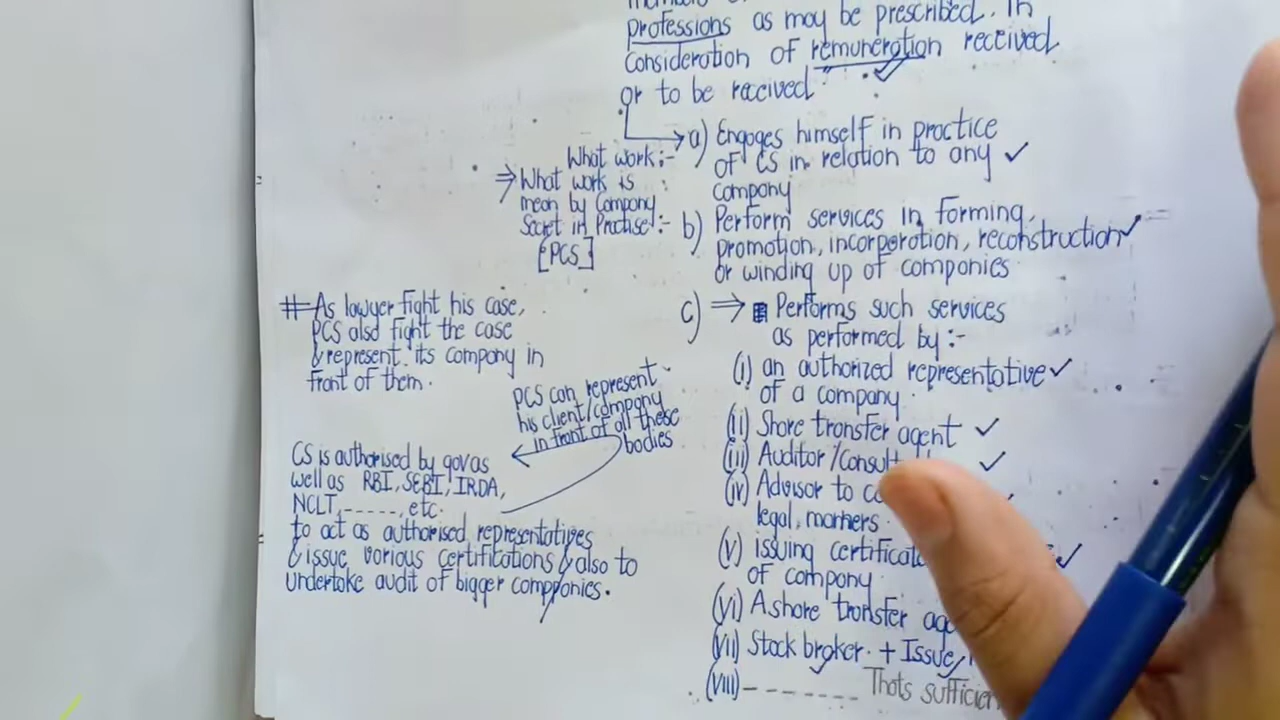 professions as may be prescribed. In
consideration of remuneration received
or to be received
a) Engages himself in practice
of CS in relation to any
company
What work:-
What work is
mean by Company
Secret in Practise:-
[PCS]
b) Perform services in forming,
promotion, incorporation, reconstruction
or winding up of companies
c) ⇒ Performs such services
as performed by:-
(i) an authorized representative
of a company.
(ii) Share transfer agent
(iii) Auditor/Consult
(iv) Advisor to
legal, matters.
(v) issuing
of company.
(vi) A share transfer
(vii) Stock broker. + Issue/
(viii) ------- Thats
# As lawyer fight his case,
PCS also fight the case
& represent its company in
front of them.
PCS can represent
his client/company
in front of all these
bodies
CS is authorised by gov as
well as RBI, SEBI, IRDA,
NCLT, -----, etc.
to act as authorised representatives
& issue various certifications & also to
undertake audit of bigger companies.